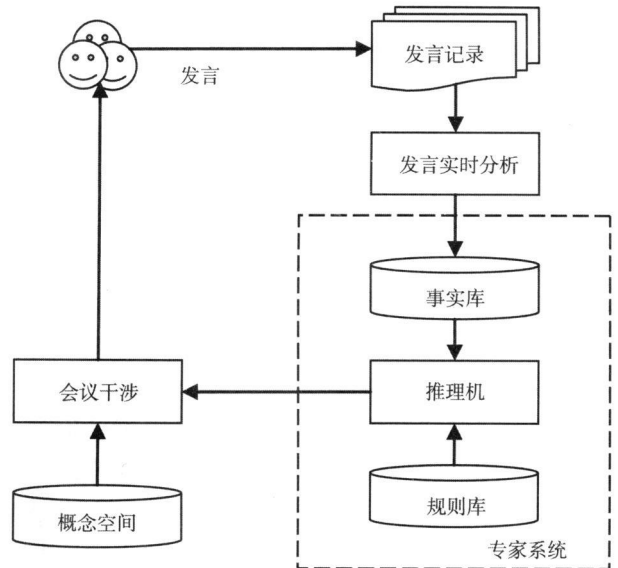 发言记录
发言
发言实时分析
事实库
会议干涉
推理机
概念空间
规则库
专家系统